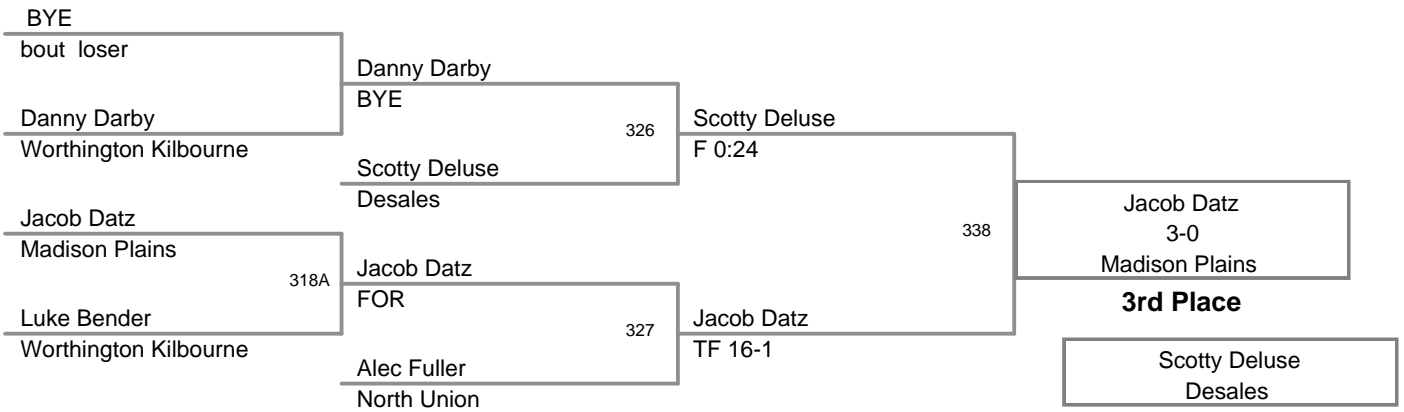 BYE
bout loser
Danny Darby
BYE
Danny Darby
Worthington Kilbourne
326
Scotty Deluse
F 0:24
Scotty Deluse
Desales
Jacob Datz
Madison Plains
318A
Jacob Datz
FOR
338
Jacob Datz
3-0
Madison Plains
3rd Place
Luke Bender
Worthington Kilbourne
327
Jacob Datz
TF 16-1
Alec Fuller
North Union
Scotty Deluse
Desales